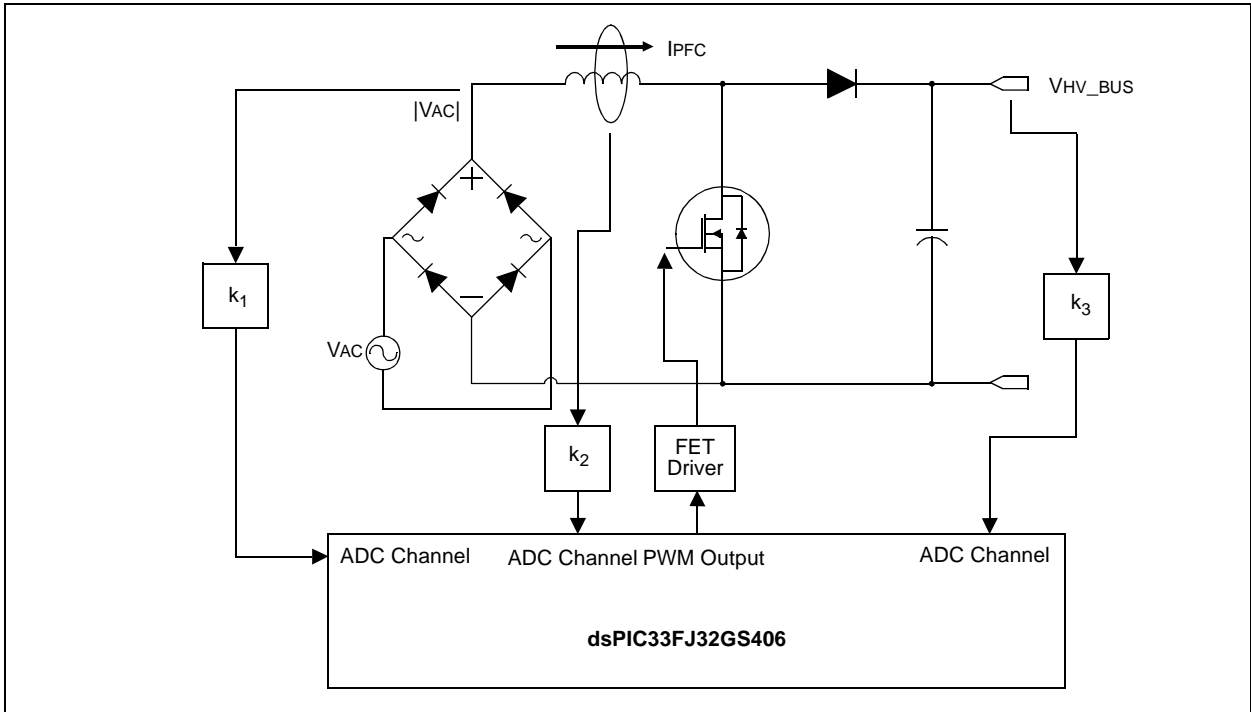 IPFC
|VAC|
VHV_BUS
k1
k3
VAC
k2
FET
Driver
ADC Channel
ADC Channel
PWM Output
ADC Channel
dsPIC33FJ32GS406